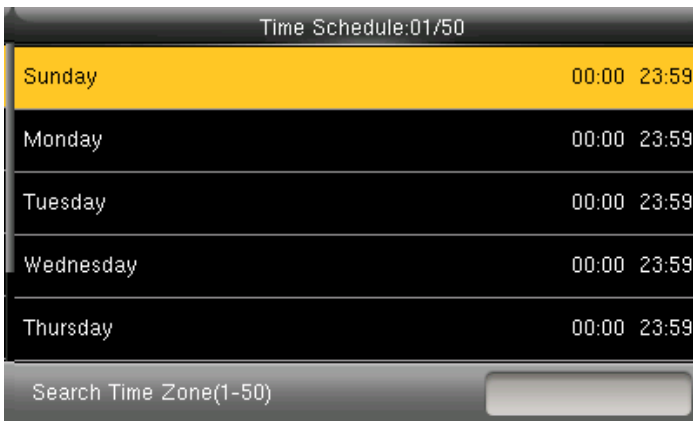 Time Schedule:01/50
Sunday 00:00 23:59
Monday 00:00 23:59
Tuesday 00:00 23:59
Wednesday 00:00 23:59
Thursday 00:00 23:59
Search Time Zone(1-50)